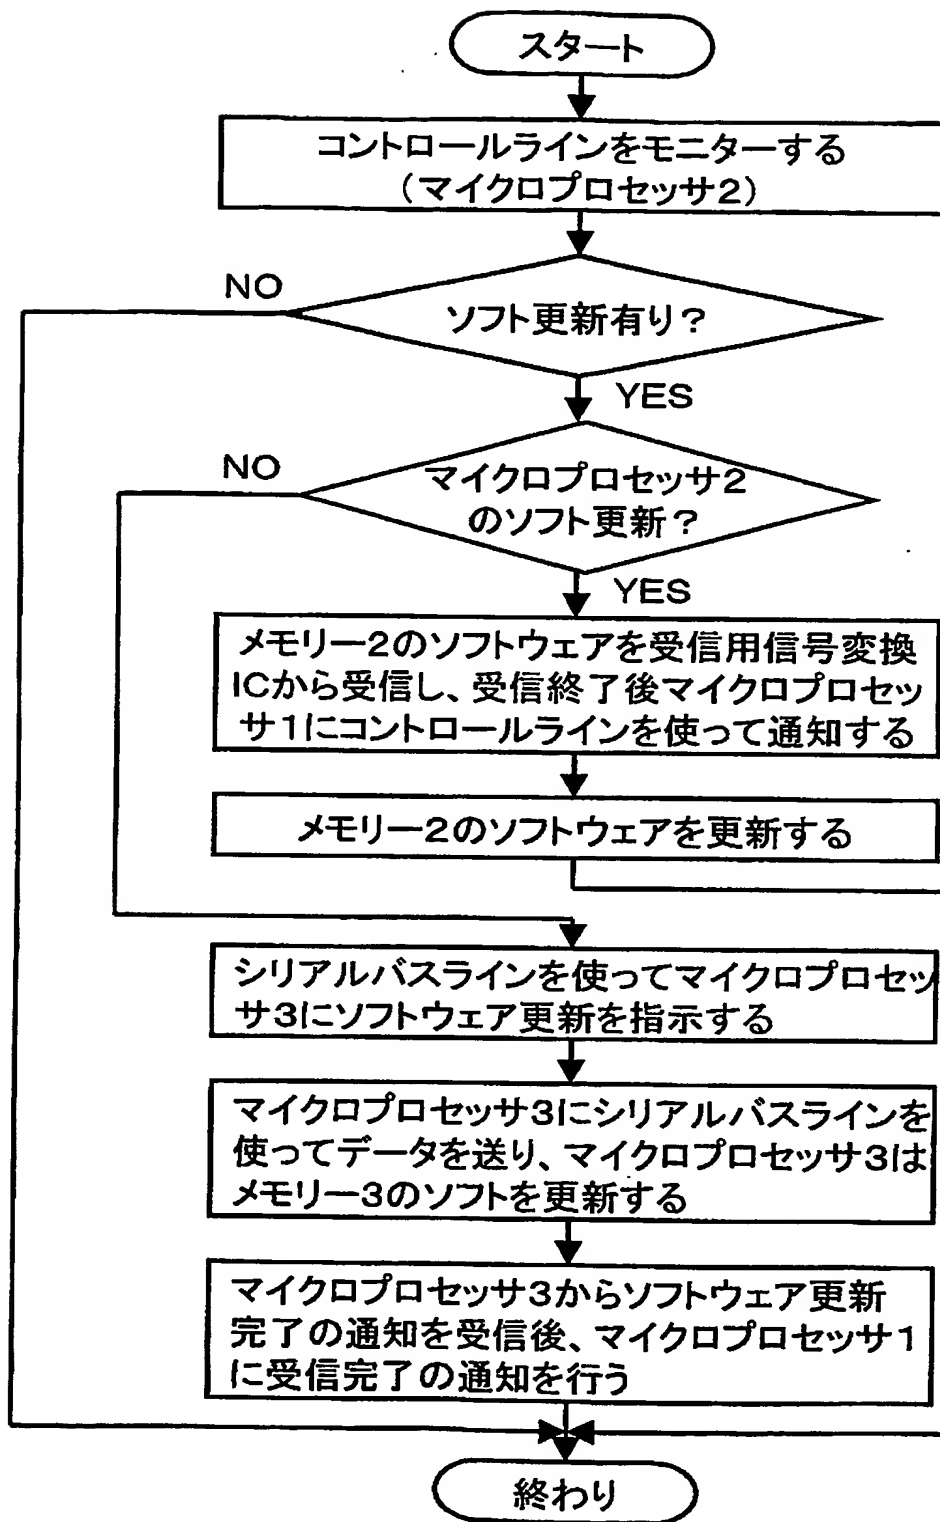 スタート
コントロールラインをモニターする
(マイクロプロセッサ2)
NO
ソフト更新有り?
YES
NO
マイクロプロセッサ2
のソフト更新?
YES
メモリー2のソフトウェアを受信用信号変換
ICから受信し、受信終了後マイクロプロセッ
サ1にコントロールラインを使って通知する
メモリー2のソフトウェアを更新する
シリアルバスラインを使ってマイクロプロセッ
サ3にソフトウェア更新を指示する
マイクロプロセッサ3にシリアルバスラインを
使ってデータを送り、マイクロプロセッサ3は
メモリー3のソフトを更新する
マイクロプロセッサ3からソフトウェア更新
完了の通知を受信後、マイクロプロセッサ1
に受信完了の通知を行う
終わり